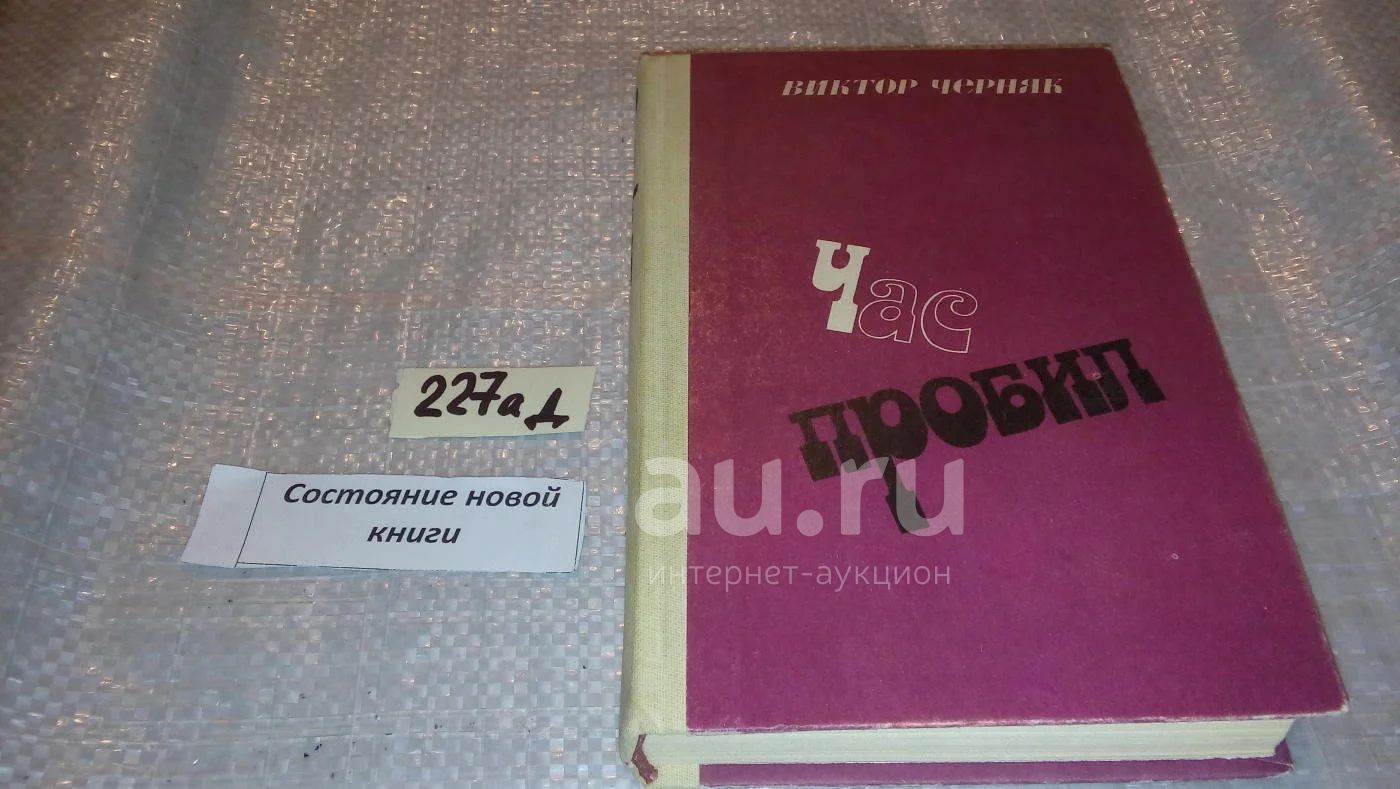 ВИКТОР ЧЕРНЯК
Час
ПРОБИЛ
227а Д
Состояние новой
книги
au.ru
интернет-аукцион